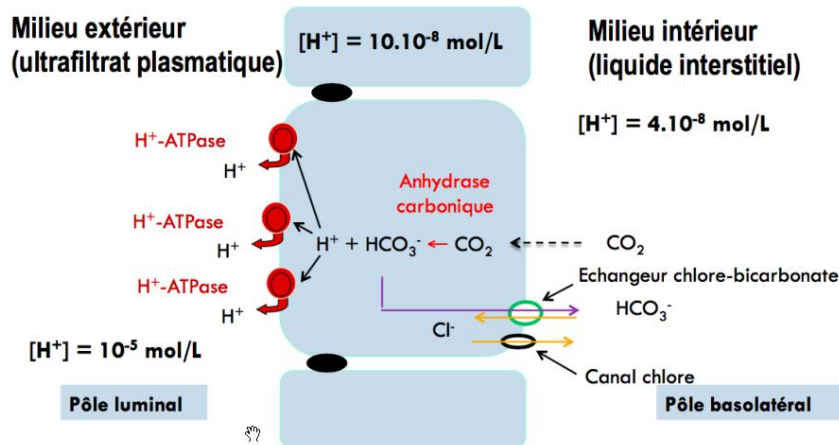 Milieu extérieur
(ultrafiltrat plasmatique)
[H⁺] = 10.10⁻⁸ mol/L
Milieu intérieur
(liquide interstitiel)
[H⁺] = 4.10⁻⁸ mol/L
H⁺-ATPase
H⁺
Anhydrase
carbonique
H⁺-ATPase
H⁺
H⁺ + HCO₃⁻ ← CO₂
CO₂
H⁺-ATPase
H⁺
Echangeur chlore-bicarbonate
HCO₃⁻
Cl⁻
[H⁺] = 10⁻⁵ mol/L
Canal chlore
Pôle luminal
Pôle basolatéral